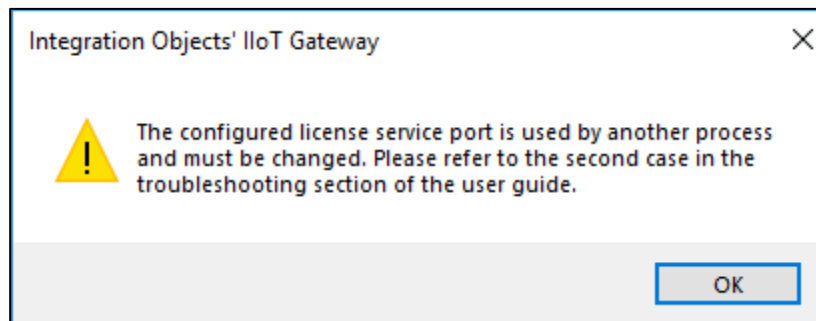 Integration Objects' IIoT Gateway
The configured license service port is used by another process
and must be changed. Please refer to the second case in the
troubleshooting section of the user guide.
OK